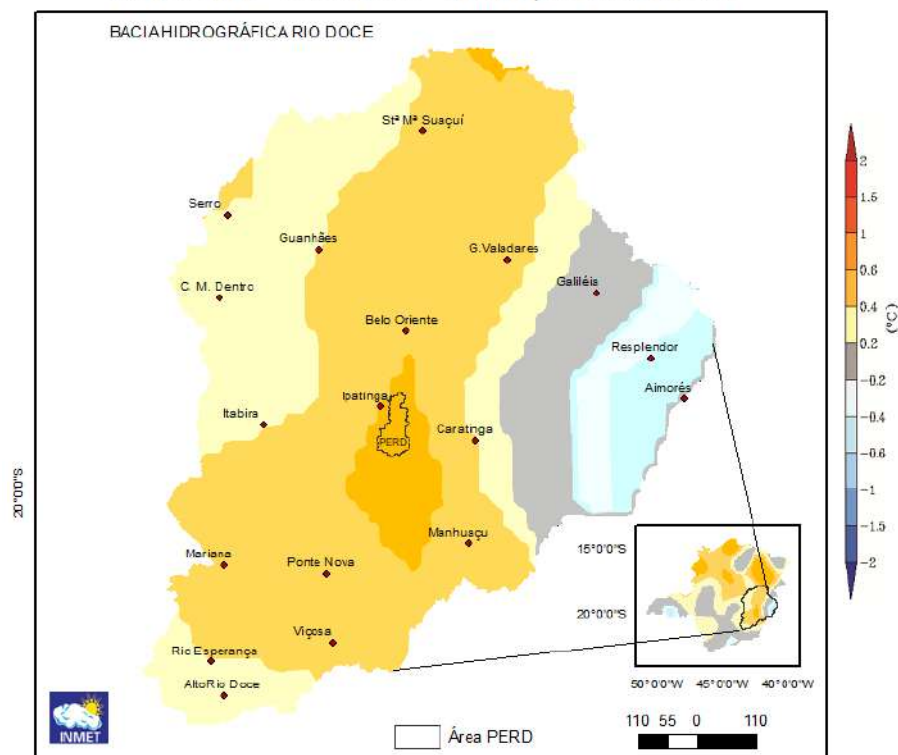 BACIAHIDROGRÁFICA RIO DOCE
Stª Mª Suaçuí
Serro
Guanhães
G.Valadares
C. M. Dentro
Galiléia
Belo Oriente
Resplendor
Aimorés
Ipatinga
Itabira
PERD
Caratinga
Manhuaçu
Mariana
Ponte Nova
Viçosa
Rio Esperança
AltoRio Doce
INMET
Área PERD
20°0'0"S
2
1.5
1
0.6
0.4
0.2
-0.2
-0.4
-0.6
-1
-1.5
-2
(ºC)
15°0'0"S
20°0'0"S
50°0'0"W 45°0'0"W 40°0'0"W
110 55 0 110